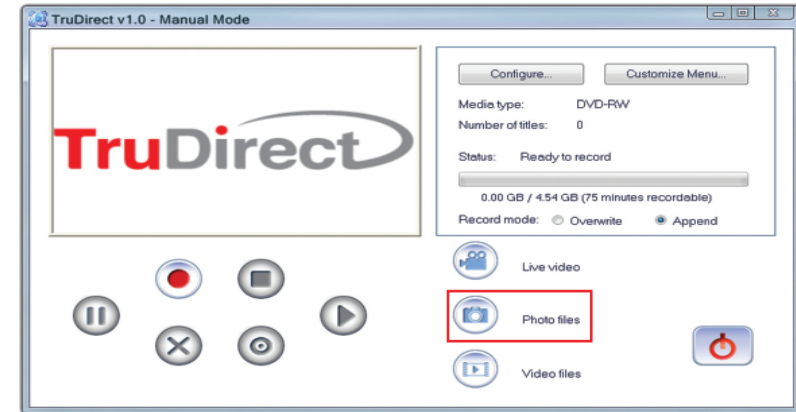 TruDirect v1.0 - Manual Mode
TruDirect
Configure...
Customize Menu...
Media type: DVD-RW
Number of titles: 0
Status: Ready to record
0.00 GB / 4.54 GB (75 minutes recordable)
Record mode: Overwrite Append
Live video
Photo files
Video files